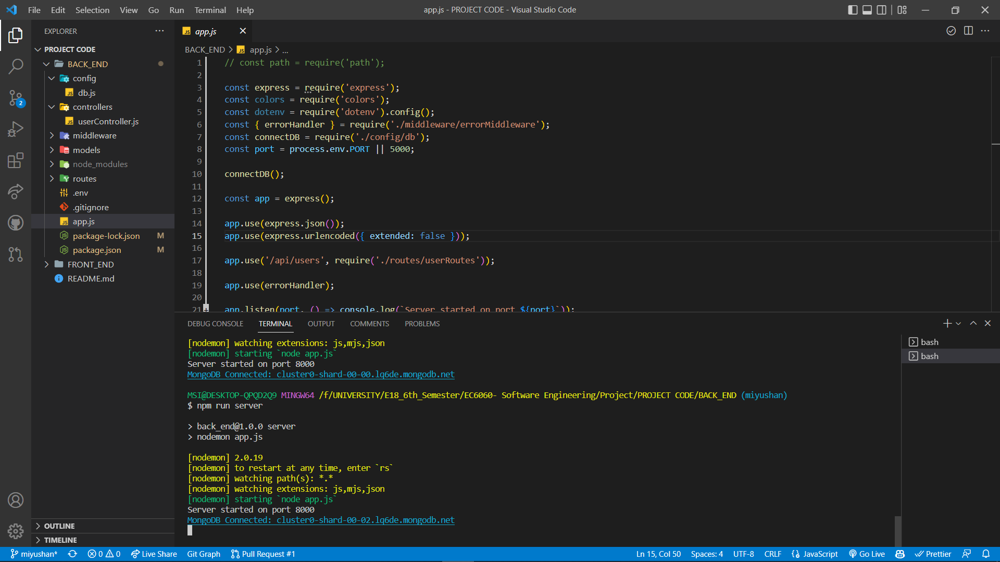 File Edit Selection View Go Run Terminal Help
app.js - PROJECT CODE - Visual Studio Code
EXPLORER
PROJECT CODE
BACK_END
config
db.js
controllers
userController.js
middleware
models
node_modules
routes
.env
.gitignore
app.js
package-lock.json M
package.json M
FRONT_END
README.md
OUTLINE
TIMELINE
2
app.js
BACK_END > app.js > ...
1 // const path = require('path');
2
3 const express = require('express');
4 const colors = require('colors');
5 const dotenv = require('dotenv').config();
6 const { errorHandler } = require('./middleware/errorMiddleware');
7 const connectDB = require('./config/db');
8 const port = process.env.PORT || 5000;
9
10 connectDB();
11
12 const app = express();
13
14 app.use(express.json());
15 app.use(express.urlencoded({ extended: false }));
16
17 app.use('/api/users', require('./routes/userRoutes'));
18
19 app.use(errorHandler);
20
21 app.listen(port, () => console.log(`Server started on port ${port}`));
DEBUG CONSOLE TERMINAL OUTPUT COMMENTS PROBLEMS
[nodemon] watching extensions: js,mjs,json
[nodemon] starting `node app.js`
Server started on port 8000
MongoDB Connected: cluster0-shard-00-00.lq6de.mongodb.net
MSI@DESKTOP-QPQD2Q9 MINGW64 /f/UNIVERSITY/E18_6th_Semester/EC6060- Software Engineering/Project/PROJECT CODE/BACK_END (miyushan)
$ npm run server
> back_end@1.0.0 server
> nodemon app.js
[nodemon] 2.0.19
[nodemon] to restart at any time, enter `rs`
[nodemon] watching path(s): *.*
[nodemon] watching extensions: js,mjs,json
[nodemon] starting `node app.js`
Server started on port 8000
MongoDB Connected: cluster0-shard-00-02.lq6de.mongodb.net
bash
bash
miyushan* 0 0 Live Share Git Graph Pull Request #1 Ln 15, Col 50 Spaces: 4 UTF-8 CRLF JavaScript Go Live Prettier